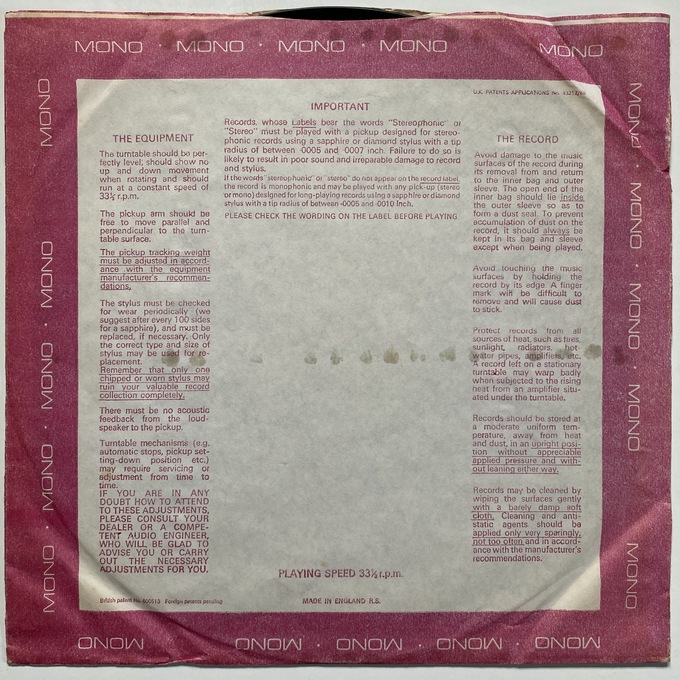 MONO · MONO · MONO · MONO MONO
U.K. PATENTS APPLICATIONS No.
IMPORTANT
Records, whose Labels bear the words "Stereophonic" or
"Stereo" must be played with a pickup designed for stereo-
phonic records using a sapphire or diamond stylus with a tip
radius of between ·0005 and ·0007 inch. Failure to do so is
likely to result in poor sound and irreparable damage to record
and stylus.
If the words "stereophonic" or "stereo" do not appear on the record label,
the record is monophonic and may be played with any pick-up (stereo
or mono) designed for long-playing records using a sapphire or diamond
stylus with a tip radius of between ·0005 and ·0010 inch.
PLEASE CHECK THE WORDING ON THE LABEL BEFORE PLAYING
THE EQUIPMENT
The turntable should be per-
fectly level, should show no
up and down movement
when rotating and should
run at a constant speed of
33⅓ r.p.m.
The pickup arm should be
free to move parallel and
perpendicular to the turn-
table surface.
The pickup tracking weight
must be adjusted in accord-
ance with the equipment
manufacturer's recommen-
dations.
The stylus must be checked
for wear periodically (we
suggest after every 100 sides
for a sapphire), and must be
replaced, if necessary. Only
the correct type and size of
stylus may be used for re-
placement.
Remember that only one
chipped or worn stylus may
ruin your valuable record
collection completely.
There must be no acoustic
feedback from the loud-
speaker to the pickup.
Turntable mechanisms (e.g.
automatic stops, pickup set-
ting-down position etc.)
may require servicing or
adjustment from time to
time.
IF YOU ARE IN ANY
DOUBT HOW TO ATTEND
TO THESE ADJUSTMENTS,
PLEASE CONSULT YOUR
DEALER OR A COMPE-
TENT AUDIO ENGINEER,
WHO WILL BE GLAD TO
ADVISE YOU OR CARRY
OUT THE NECESSARY
ADJUSTMENTS FOR YOU.
THE RECORD
Avoid damage to the music
surfaces of the record during
its removal from and return
to the inner bag and outer
sleeve. The open end of the
inner bag should lie inside
the outer sleeve so as to
form a dust seal. To prevent
accumulation of dust on the
record, it should always be
kept in its bag and sleeve
except when being played.
Avoid touching the music
surfaces by holding the
record by its edge. A finger
mark will be difficult to
remove and will cause dust
to stick.
Protect records from all
sources of heat, such as fires,
sunlight, radiators, hot-
water pipes, amplifiers, etc.
A record left on a stationary
turntable may warp badly
when subjected to the rising
heat from an amplifier situ-
ated under the turntable.
Records should be stored at
a moderate uniform tem-
perature, away from heat
and dust, in an upright posi-
tion without appreciable
applied pressure and with-
out leaning either way.
Records may be cleaned by
wiping the surfaces gently
with a barely damp soft
cloth. Cleaning and anti-
static agents should be
applied only very sparingly,
not too often and in accord-
ance with the manufacturer's
recommendations.
PLAYING SPEED 33⅓ r.p.m.
British patent No. Foreign patents pending
MADE IN ENGLAND R.S.
MONO
MONO · MONO · MONO · MONO
MONO · MONO · MONO · MONO
MONO
MONO MONO · MONO · MONO · MONO